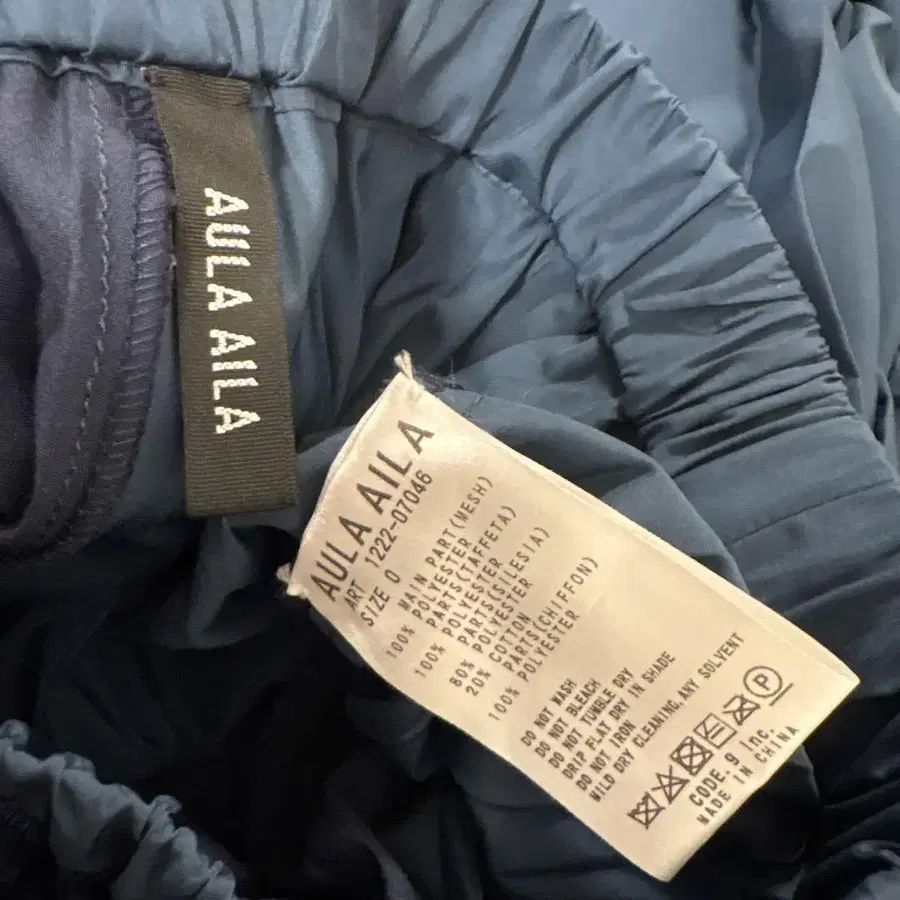 AULA AILA
AULA AILA
ART 1222-07046
SIZE 0
MAIN PART(MESH)
100% POLYESTER
PARTS(TAFFETA)
100% POLYESTER
PARTS(SILESIA)
80% POLYESTER
20% COTTON
PARTS(CHIFFON)
100% POLYESTER
DO NOT WASH
DO NOT BLEACH
DO NOT TUMBLE DRY
DRIP FLAT DRY IN SHADE
DO NOT IRON
MILD DRY CLEANING,ANY SOLVENT
P
CODE.9 Inc.
MADE IN CHINA